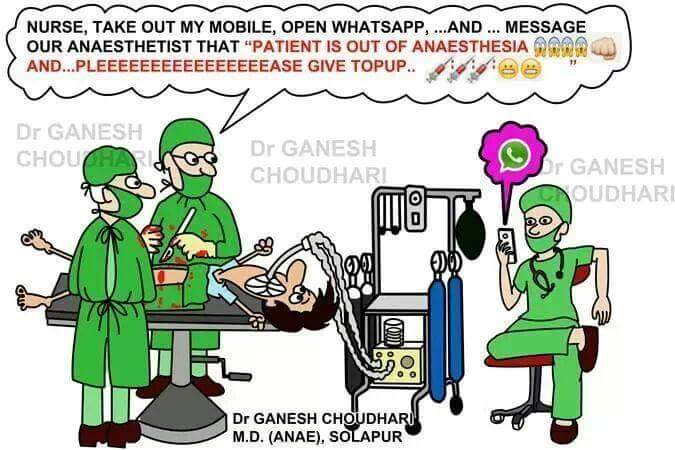 NURSE, TAKE OUT MY MOBILE, OPEN WHATSAPP, ...AND ... MESSAGE
OUR ANAESTHETIST THAT “PATIENT IS OUT OF ANAESTHESIA 😱😱😱😱👊
AND...PLEEEEEEEEEEEEEEEEEASE GIVE TOPUP.. 💉💉💉😬😬 ”
Dr GANESH
CHOUDHARI
Dr GANESH
CHOUDHARI
Dr GANESH
CHOUDHARI
Dr GANESH CHOUDHARI
M.D. (ANAE), SOLAPUR